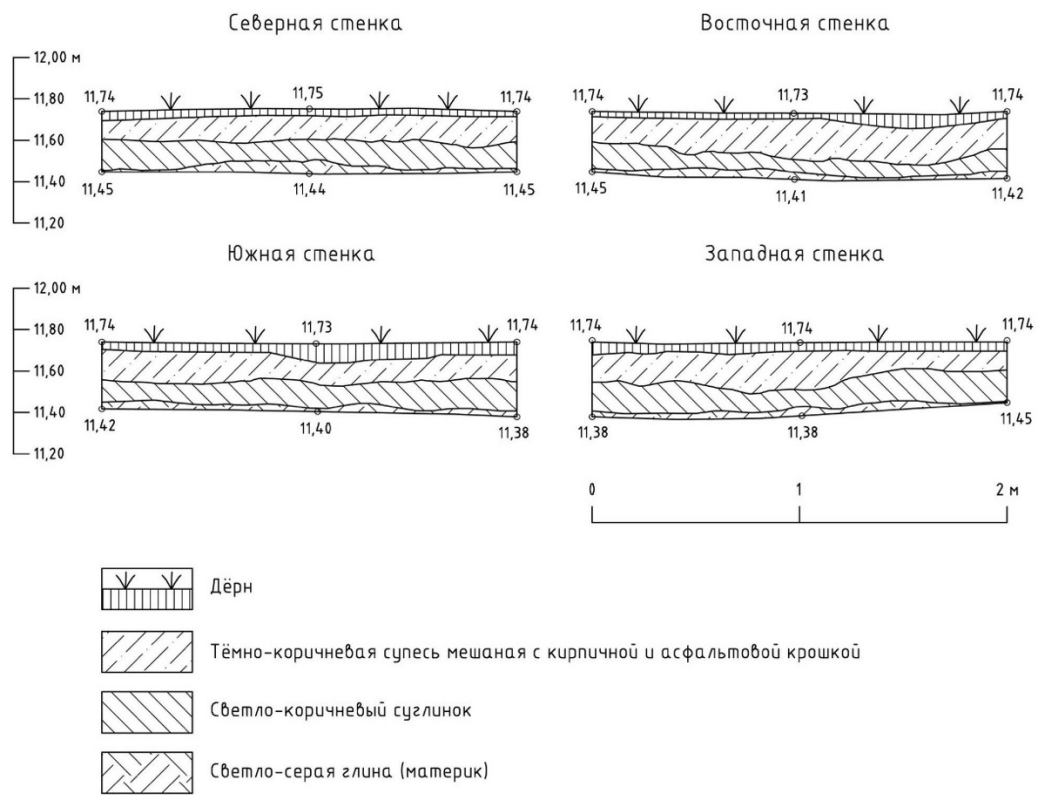 Северная стенка
Восточная стенка
12,00 м
11,80
11,60
11,40
11,20
11,74
11,75
11,74
11,45
11,44
11,45
11,74
11,73
11,74
11,45
11,41
11,42
Южная стенка
Западная стенка
12,00 м
11,80
11,60
11,40
11,20
11,74
11,73
11,74
11,42
11,40
11,38
11,74
11,74
11,74
11,38
11,38
11,45
0 1 2 м
Дёрн
Тёмно-коричневая супесь мешаная с кирпичной и асфальтовой крошкой
Светло-коричневый суглинок
Светло-серая глина (материк)